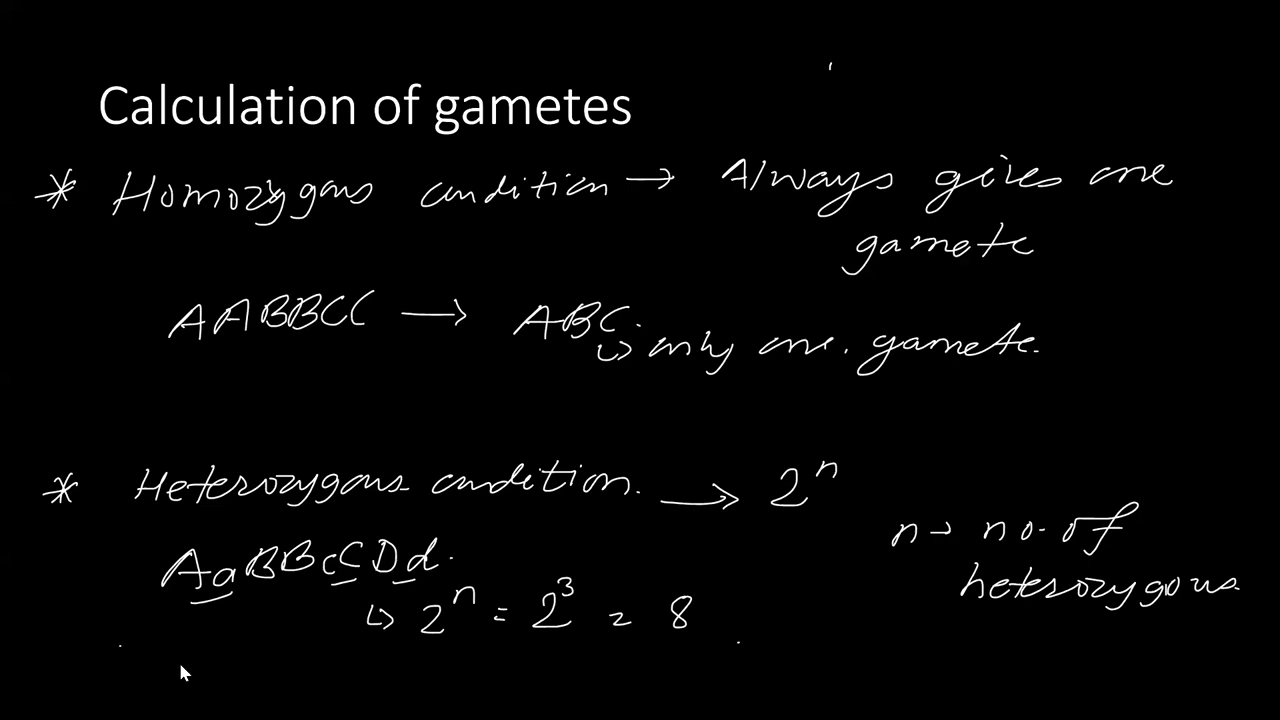 Calculation of gametes
* Homozygous condition → Always gives one
gamete
AABBCC → ABC.
↳ only one. gamete.
* Heterozygous condition. → 2ⁿ
n → no. of
heterozygous.
AaBBcCDd.
↳ 2ⁿ = 2³ = 8